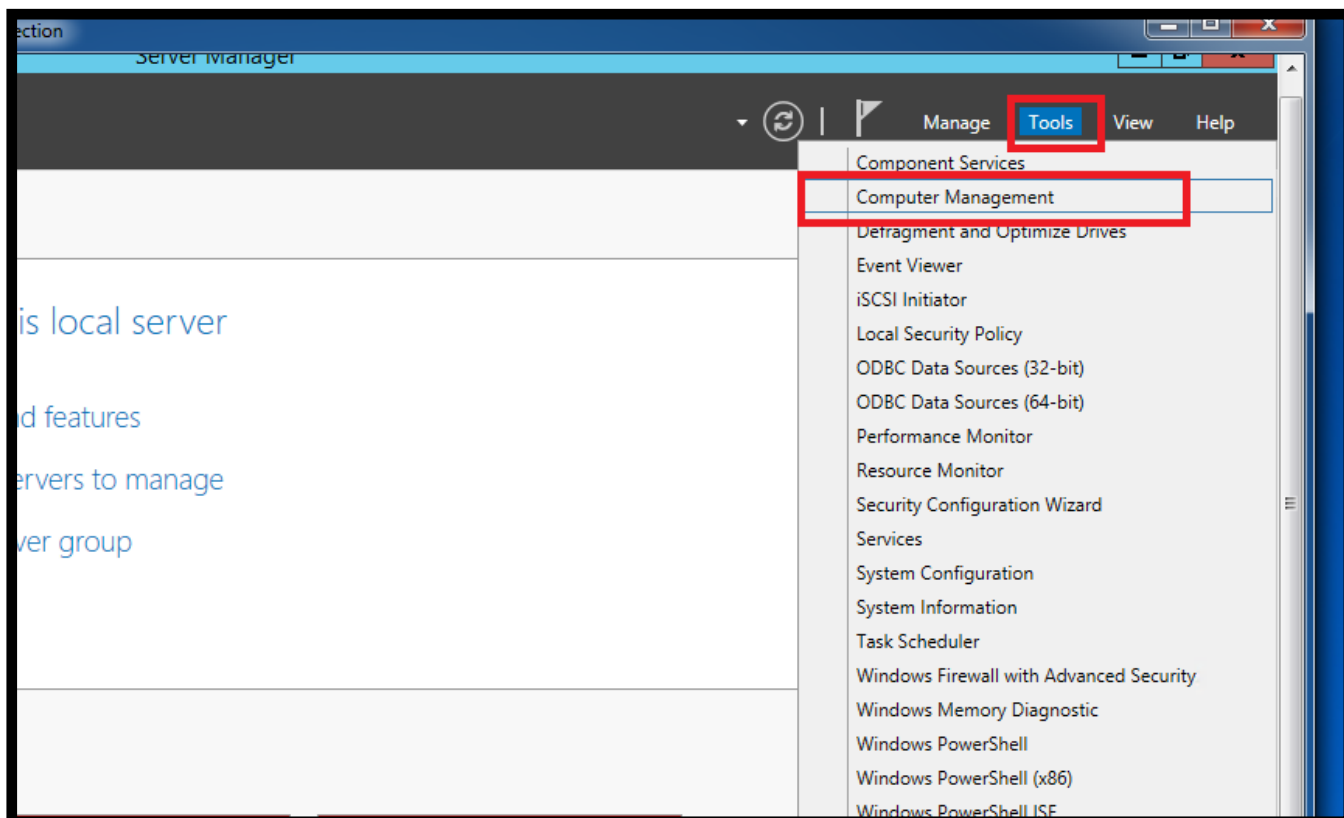 ection
Server Manager
Manage Tools View Help
Component Services
Computer Management
Defragment and Optimize Drives
Event Viewer
iSCSI Initiator
is local server
Local Security Policy
ODBC Data Sources (32-bit)
ODBC Data Sources (64-bit)
d features
Performance Monitor
Resource Monitor
ervers to manage
Security Configuration Wizard
Services
ver group
System Configuration
System Information
Task Scheduler
Windows Firewall with Advanced Security
Windows Memory Diagnostic
Windows PowerShell
Windows PowerShell (x86)
Windows PowerShell ISE